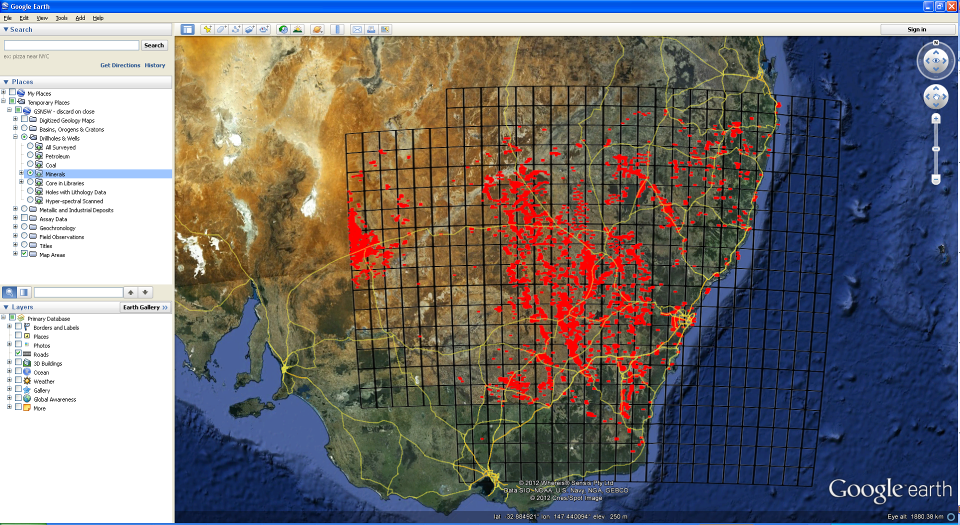 Google Earth
File Edit View Tools Add Help
Search
Search
ex: pizza near NYC
Get Directions History
Places
My Places
Temporary Places
GSNSW - discard on close
Digitized Geology Maps
Basins, Orogens & Cratons
Drillholes & Wells
All Surveyed
Petroleum
Coal
Minerals
Core in Libraries
Holes with Lithology Data
Hyper-spectral Scanned
Metallic and Industrial Deposits
Assay Data
Geochronology
Field Observations
Titles
Map Areas
Layers
Earth Gallery >>
Primary Database
Borders and Labels
Places
Photos
Roads
3D Buildings
Ocean
Weather
Gallery
Global Awareness
More
Sign in
N
© 2012 Whereis® Sensis Pty Ltd
Data SIO, NOAA, U.S. Navy, NGA, GEBCO
© 2012 Cnes/Spot Image
Google earth
lat -32.884921° lon 147.440094° elev 250 m
Eye alt 1880.38 km